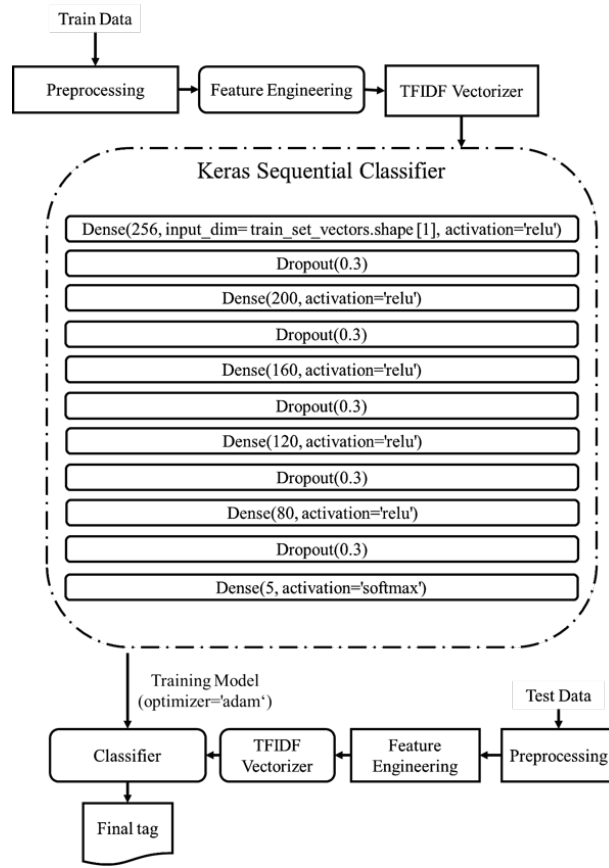 Train Data
Preprocessing
Feature Engineering
TFIDF Vectorizer
Keras Sequential Classifier
Dense(256, input_dim= train_set_vectors.shape [1], activation='relu')
Dropout(0.3)
Dense(200, activation='relu')
Dropout(0.3)
Dense(160, activation='relu')
Dropout(0.3)
Dense(120, activation='relu')
Dropout(0.3)
Dense(80, activation='relu')
Dropout(0.3)
Dense(5, activation='softmax')
Training Model
(optimizer='adam‘)
Test Data
Classifier
TFIDF
Vectorizer
Feature
Engineering
Preprocessing
Final tag